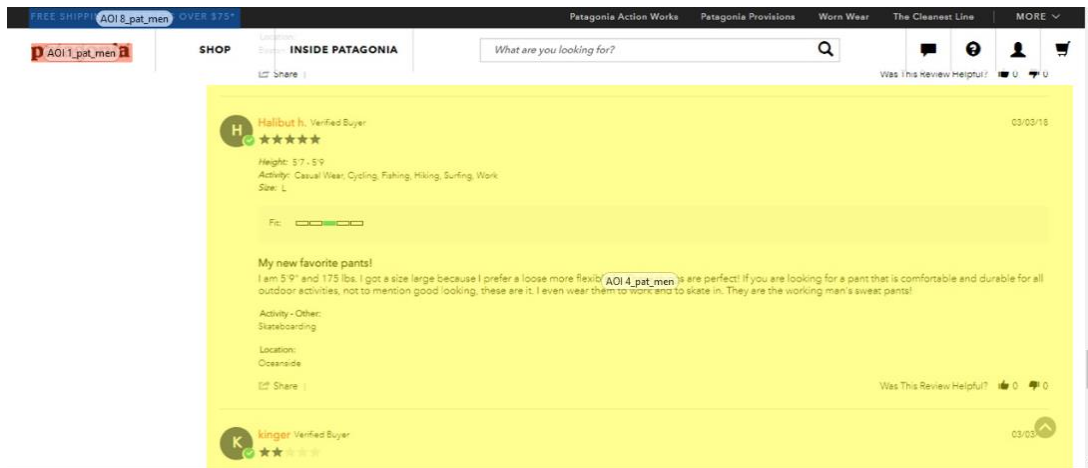 FREE SHIPPI AOI 8_pat_men OVER $75* Patagonia Action Works Patagonia Provisions Worn Wear The Cleanest Line MORE
p AOI 1_pat_men a SHOP INSIDE PATAGONIA What are you looking for?
Location:
Share Was This Review Helpful? 0 0
H Halibut h. Verified Buyer 03/03/18
Height: 5'7 - 5'9
Activity: Casual Wear, Cycling, Fishing, Hiking, Surfing, Work
Size: L
Fit:
My new favorite pants!
I am 5'9" and 175 lbs. I got a size large because I prefer a loose more flexib AOI 4_pat_men s are perfect! If you are looking for a pant that is comfortable and durable for all
outdoor activities, not to mention good looking, these are it. I even wear them to work and to skate in. They are the working man's sweat pants!
Activity - Other:
Skateboarding
Location:
Oceanside
Share Was This Review Helpful? 0 0
K kinger Verified Buyer 03/03